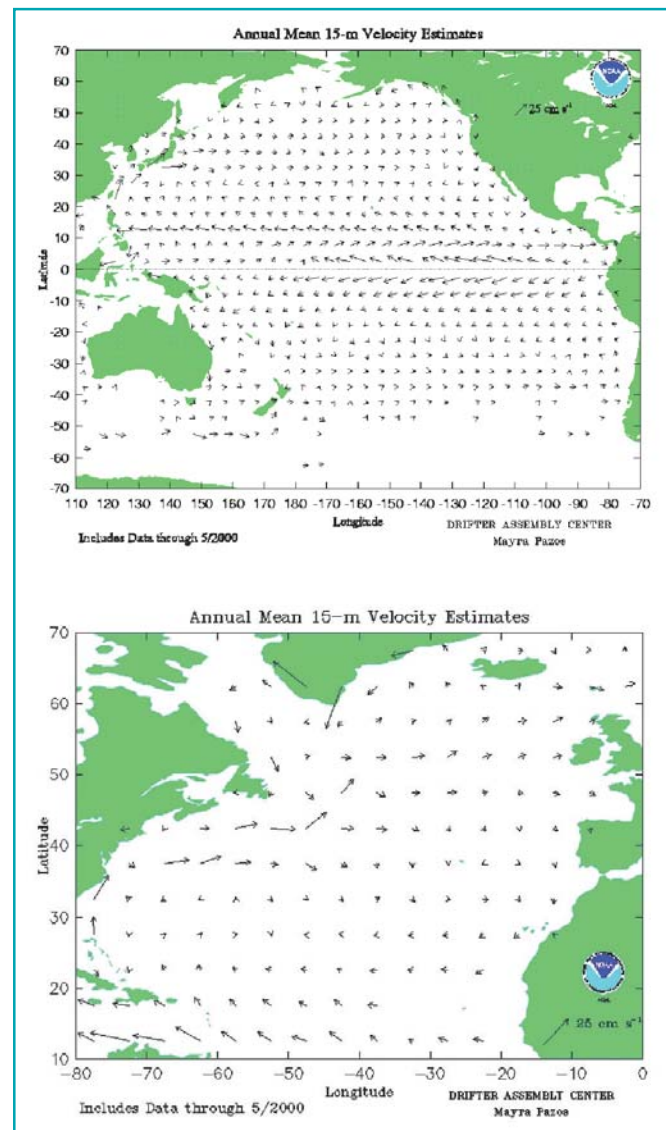 Annual Mean 15-m Velocity Estimates
70
60
50
40
30
20
10
0
-10
-20
-30
-40
-50
-60
-70
Latitude
NOAA
25 cm s-1
110 120 130 140 150 160 170 180 -170 -160 -150 -140 -130 -120 -110 -100 -90 -80 -70
Longitude
Includes Data through 5/2000
DRIFTER ASSEMBLY CENTER
Mayra Pazos
Annual Mean 15-m Velocity Estimates
70
60
50
40
30
20
10
Latitude
NOAA
25 cm s-1
-80 -70 -60 -50 -40 -30 -20 -10 0
Longitude
Includes Data through 5/2000
DRIFTER ASSEMBLY CENTER
Mayra Pazos